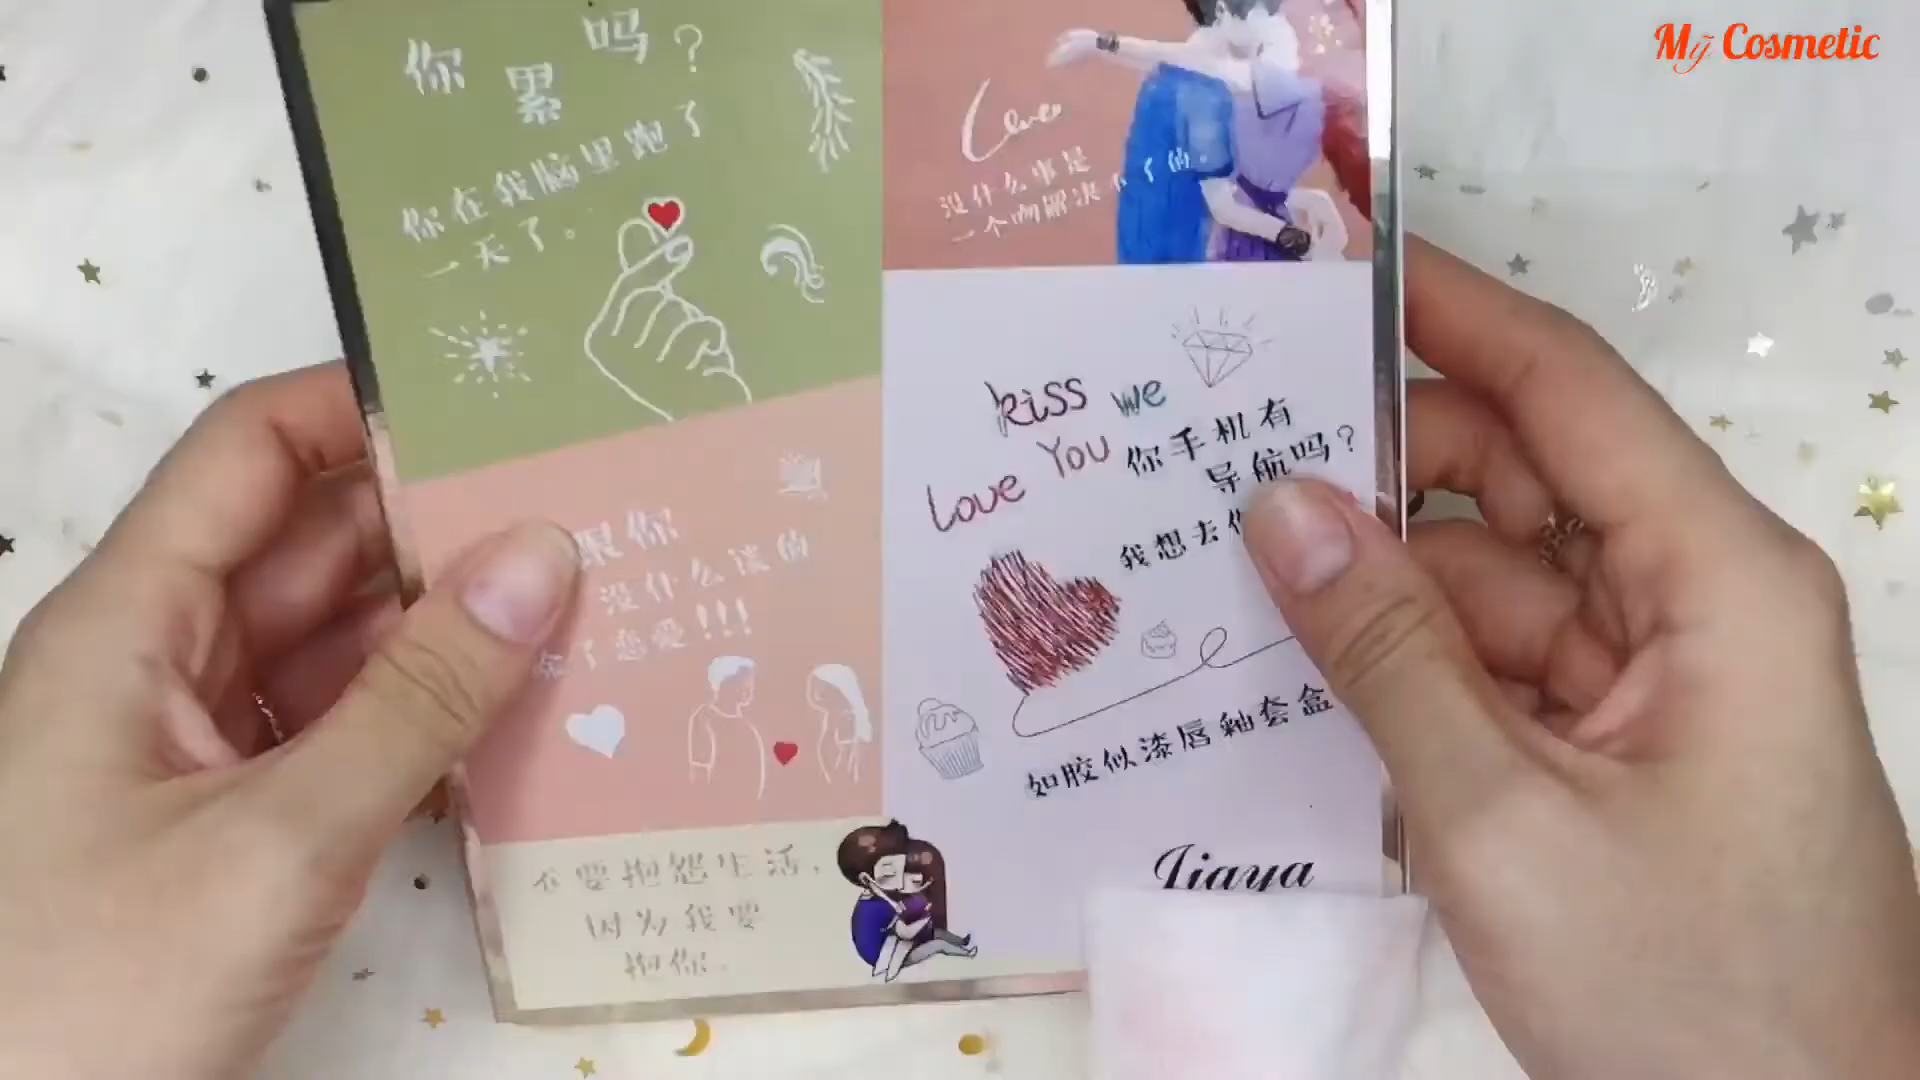 My Cosmetic
你累吗?
你在我脑里跑了
一天了。
Love
没什么事是
一个吻解决不了的。
kiss we
Love You
你手机有
导航吗?
我想去你
跟你
没什么谈的
除了恋爱!!!
如胶似漆唇釉套盒
Jiaya
不要抱怨生活,
因为我要
抱你.